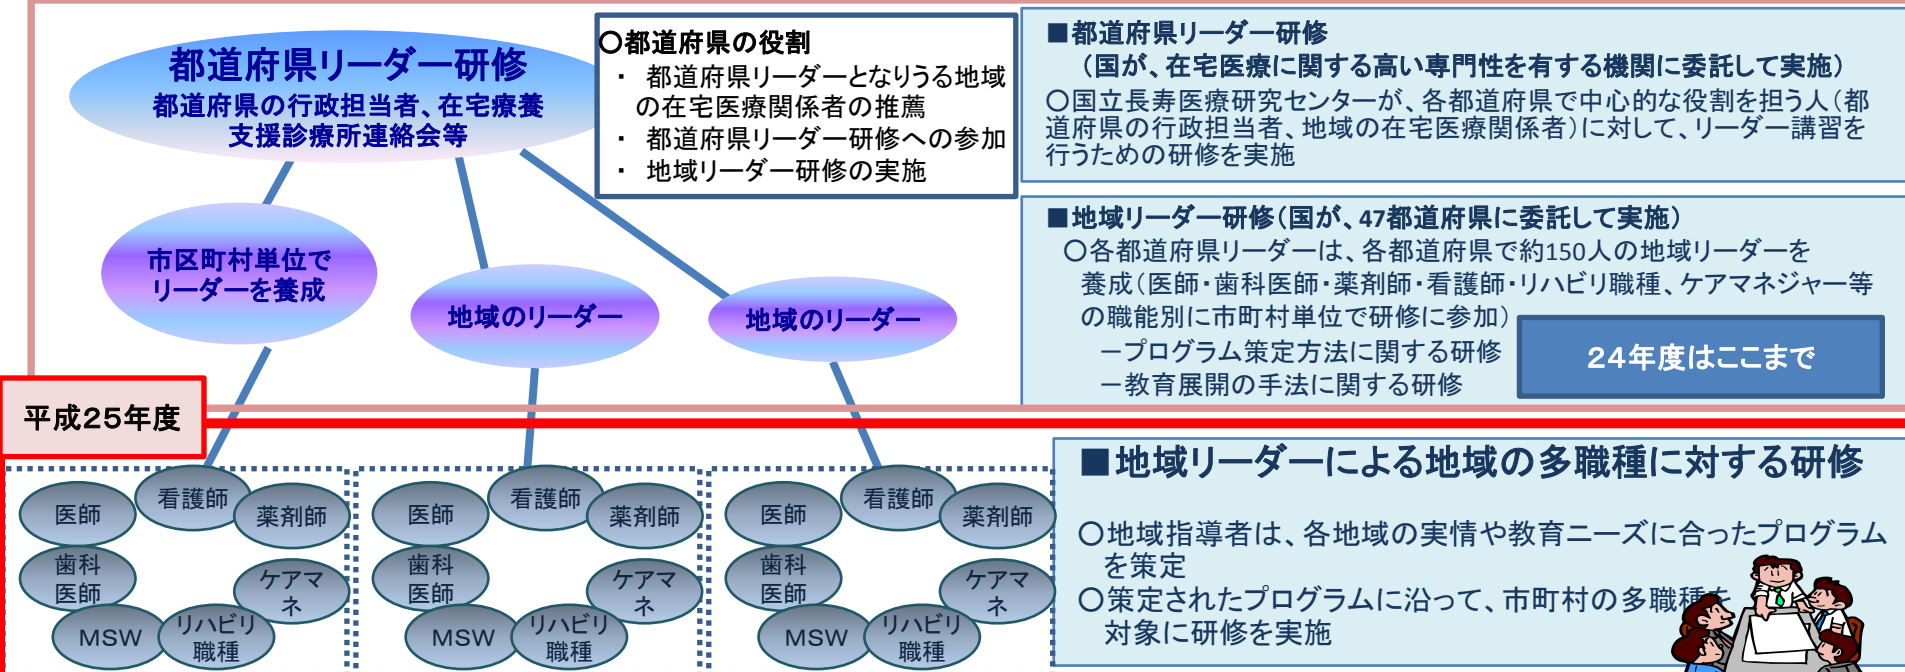 都道府県リーダー研修
都道府県の行政担当者、在宅療養
支援診療所連絡会等
○都道府県の役割
・ 都道府県リーダーとなりうる地域
の在宅医療関係者の推薦
・ 都道府県リーダー研修への参加
・ 地域リーダー研修の実施
■都道府県リーダー研修
（国が、在宅医療に関する高い専門性を有する機関に委託して実施）
○国立長寿医療研究センターが、各都道府県で中心的な役割を担う人（都
道府県の行政担当者、地域の在宅医療関係者）に対して、リーダー講習を
行うための研修を実施
市区町村単位で
リーダーを養成
地域のリーダー
地域のリーダー
■地域リーダー研修（国が、47都道府県に委託して実施）
○各都道府県リーダーは、各都道府県で約150人の地域リーダーを
養成（医師・歯科医師・薬剤師・看護師・リハビリ職種、ケアマネジャー等
の職能別に市町村単位で研修に参加）
－プログラム策定方法に関する研修
－教育展開の手法に関する研修
24年度はここまで
平成25年度
医師
看護師
薬剤師
歯科
医師
ケアマ
ネ
MSW
リハビリ
職種
医師
看護師
薬剤師
歯科
医師
ケアマ
ネ
MSW
リハビリ
職種
医師
看護師
薬剤師
歯科
医師
ケアマ
ネ
MSW
リハビリ
職種
■地域リーダーによる地域の多職種に対する研修
○地域指導者は、各地域の実情や教育ニーズに合ったプログラム
を策定
○策定されたプログラムに沿って、市町村の多職種を
対象に研修を実施